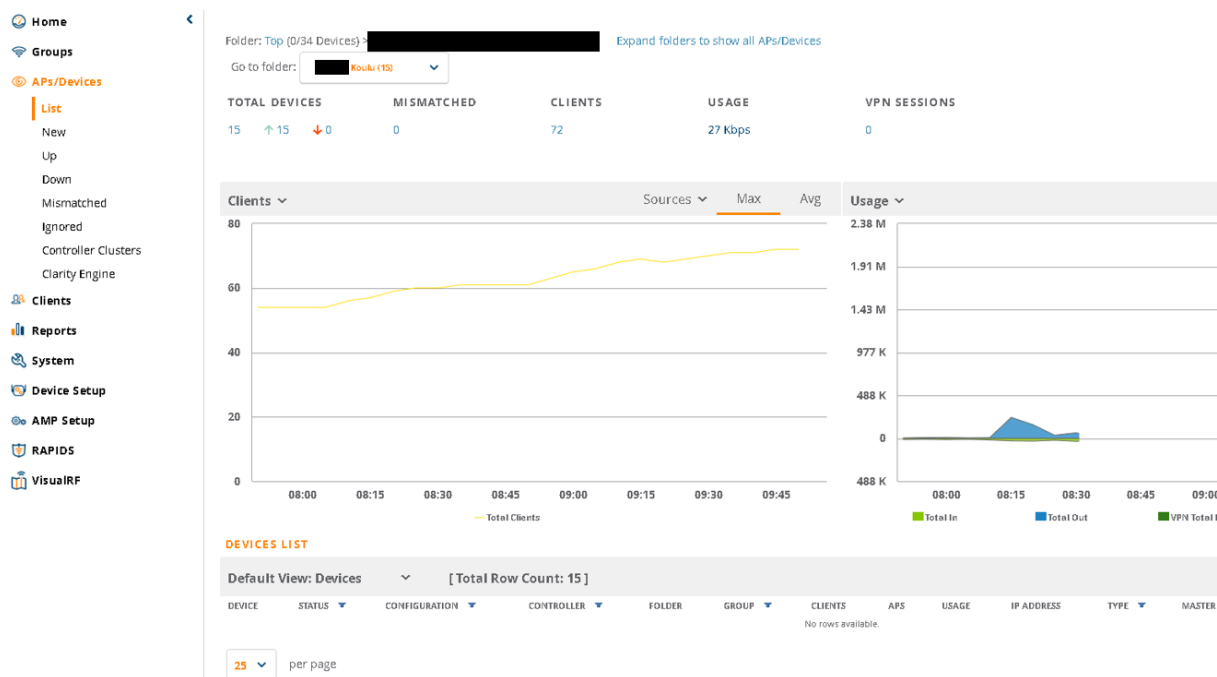 Home
Groups
APs/Devices
List
New
Up
Down
Mismatched
Ignored
Controller Clusters
Clarity Engine
Clients
Reports
System
Device Setup
AMP Setup
RAPIDS
VisualRF
Folder: Top (0/34 Devices) > Expand folders to show all APs/Devices
Go to folder: Koulu (15)
TOTAL DEVICES MISMATCHED CLIENTS USAGE VPN SESSIONS
15 15 0 0 72 27 Kbps 0
Clients Sources Max Avg
80
60
40
20
0
08:00 08:15 08:30 08:45 09:00 09:15 09:30 09:45
Total Clients
Usage
2.38 M
1.91 M
1.43 M
977 K
488 K
0
488 K
08:00 08:15 08:30 08:45 09:00
Total In Total Out VPN Total
DEVICES LIST
Default View: Devices [ Total Row Count: 15 ]
DEVICE STATUS CONFIGURATION CONTROLLER FOLDER GROUP CLIENTS APS USAGE IP ADDRESS TYPE MASTER
No rows available.
25 per page